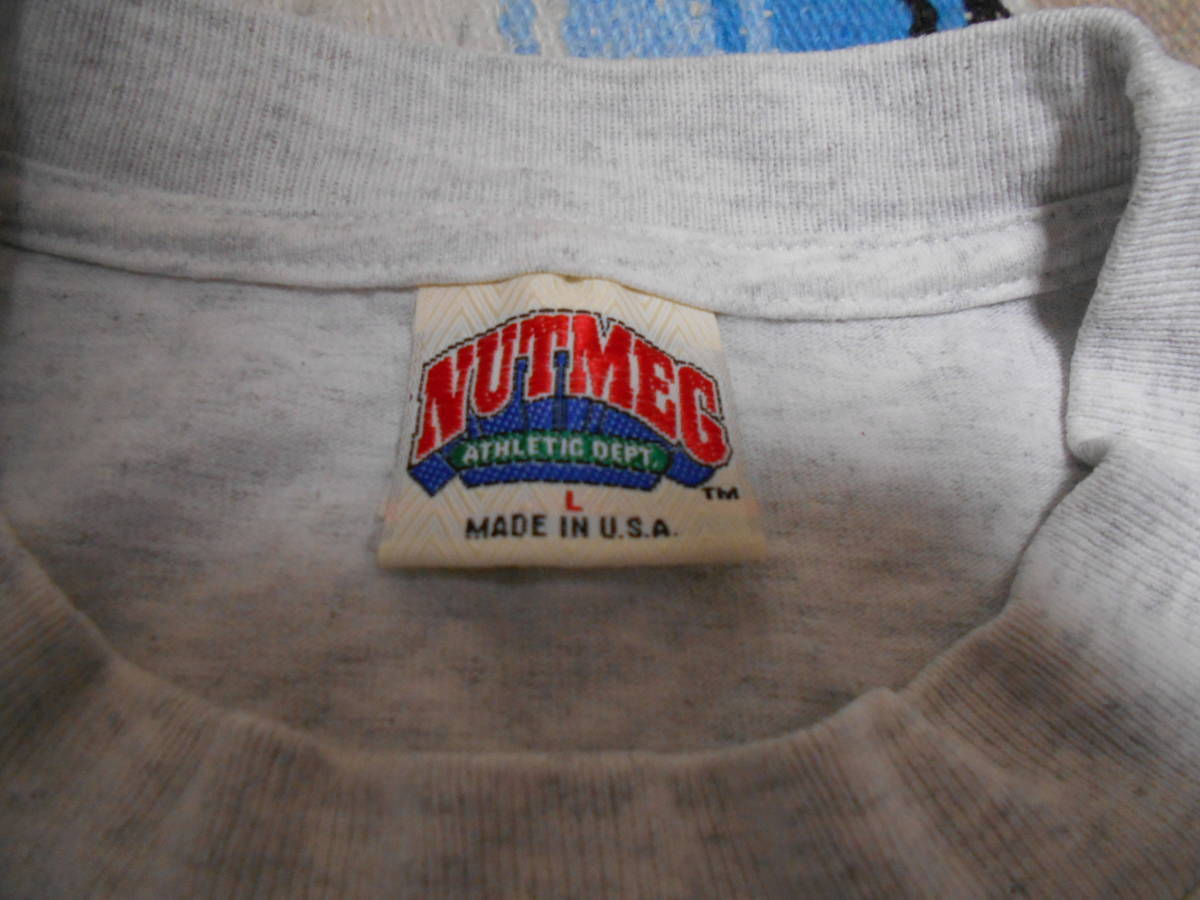 NUTMEG
ATHLETIC DEPT.
TM
L
MADE IN U.S.A.